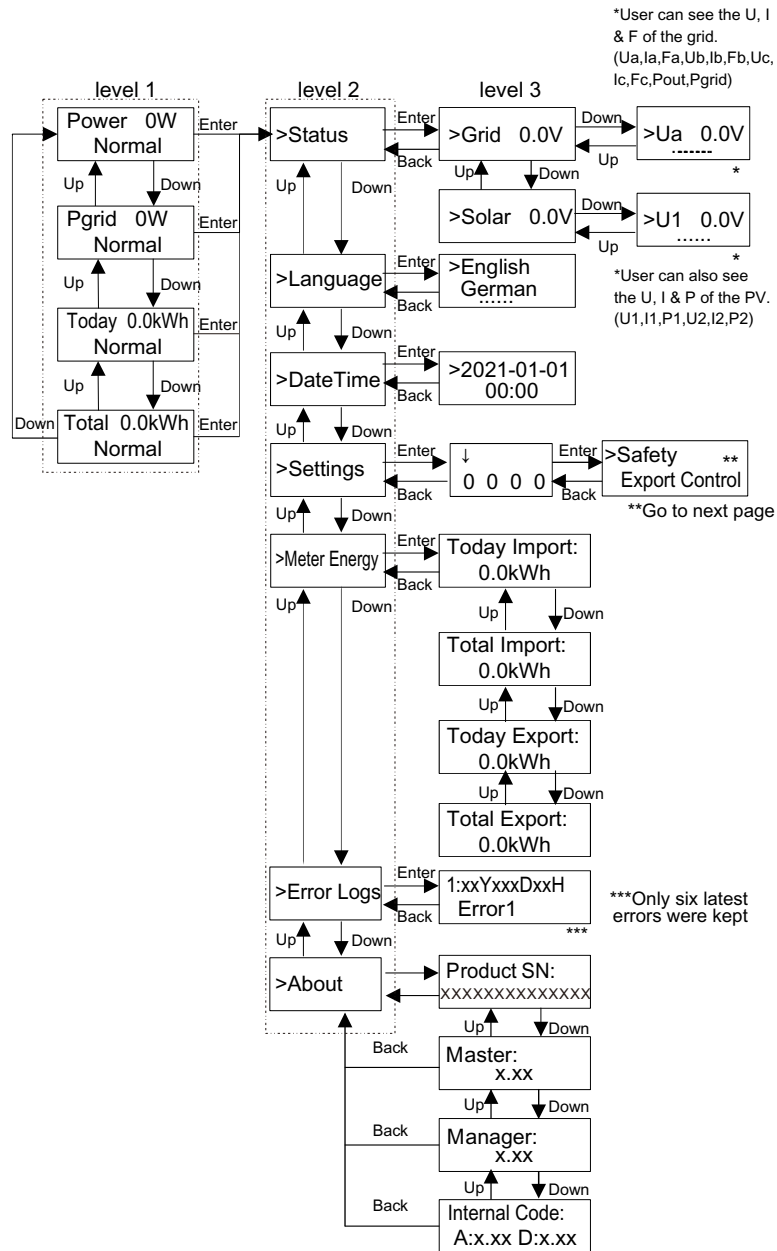 *User can see the U, I
& F of the grid.
(Ua,Ia,Fa,Ub,Ib,Fb,Uc,
Ic,Fc,Pout,Pgrid)
level 1
level 2
level 3
Power 0W
Normal
Enter
>Status
Enter
Back
>Grid 0.0V
Down
Up
>Ua 0.0V
.......
*
Up
Down
Up
Down
Up
Down
Pgrid 0W
Normal
Enter
>Solar 0.0V
Down
Up
>U1 0.0V
......
*
Up
Down
>Language
Enter
Back
>English
German
......
*User can also see
the U, I & P of the PV.
(U1,I1,P1,U2,I2,P2)
Today 0.0kWh
Normal
Enter
Up
Down
>DateTime
Enter
Back
>2021-01-01
00:00
Up
Down
Down
Total 0.0kWh
Normal
Enter
Up
Down
>Settings
Enter
Back
↓
0 0 0 0
Enter
Back
>Safety **
Export Control
**Go to next page
Up
Down
>Meter Energy
Enter
Back
Today Import:
0.0kWh
Up
Down
Up
Down
Total Import:
0.0kWh
Up
Down
Today Export:
0.0kWh
Up
Down
Total Export:
0.0kWh
>Error Logs
Enter
Back
1:xxYxxxDxxH
Error1
***
***Only six latest
errors were kept
Up
Down
>About
Product SN:
XXXXXXXXXXXXXX
Up
Down
Back
Master:
x.xx
Up
Down
Back
Manager:
x.xx
Up
Down
Back
Internal Code:
A:x.xx D:x.xx